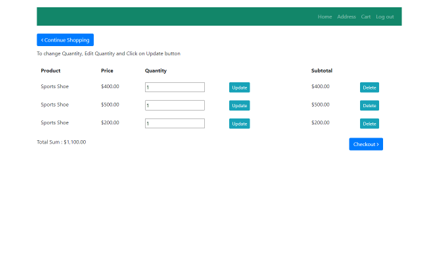 Home Address Cart Log out
< Continue Shopping
To change Quantity, Edit Quantity and Click on Update button
Product Price Quantity Subtotal
Sports Shoe $400.00 1 Update $400.00 Delete
Sports Shoe $500.00 1 Update $500.00 Delete
Sports Shoe $200.00 1 Update $200.00 Delete
Total Sum : $1,100.00 Checkout >